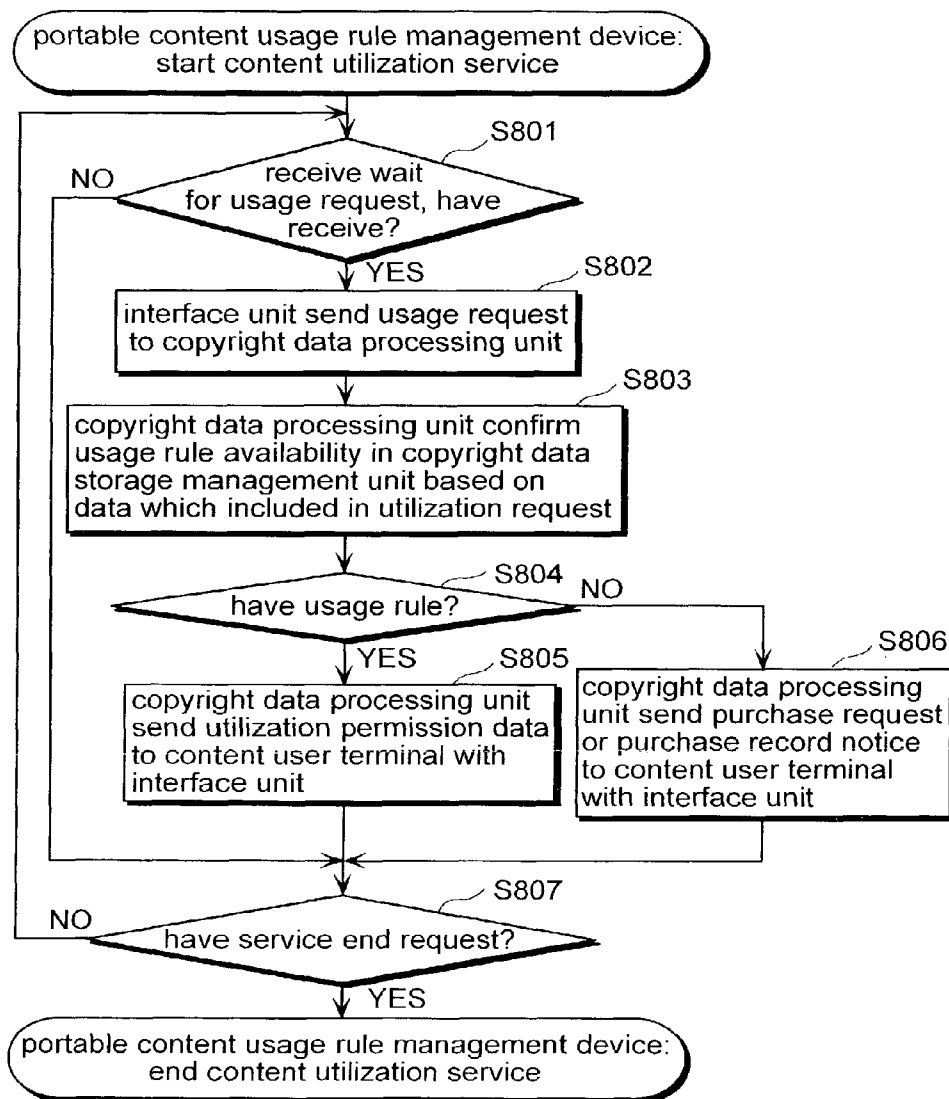 portable content usage rule management device:
start content utilization service
S801
NO
receive wait
for usage request, have
receive?
YES
S802
interface unit send usage request
to copyright data processing unit
S803
copyright data processing unit confirm
usage rule availability in copyright data
storage management unit based on
data which included in utilization request
S804
NO
have usage rule?
YES
S805
S806
copyright data processing unit
send utilization permission data
to content user terminal with
interface unit
copyright data processing
unit send purchase request
or purchase record notice
to content user terminal
with interface unit
S807
NO
have service end request?
YES
portable content usage rule management device:
end content utilization service